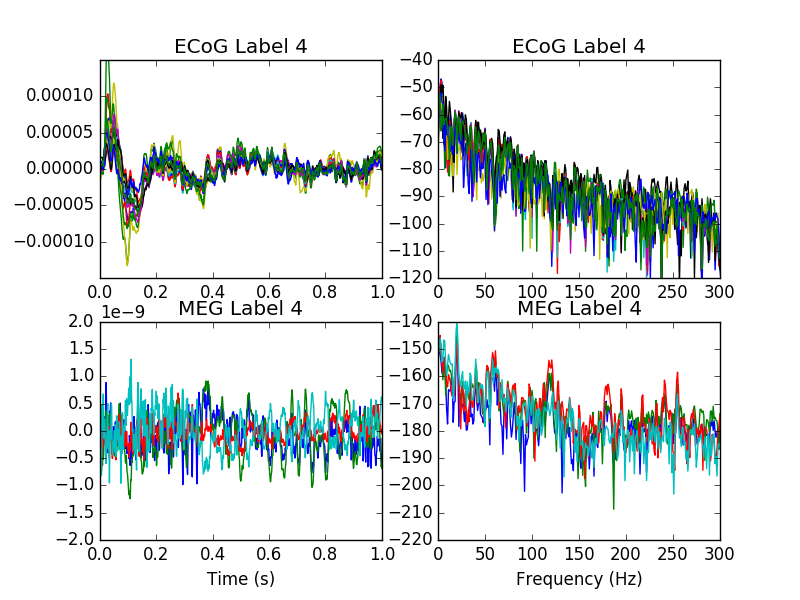 ECoG Label 4
0.00010
0.00005
0.00000
−0.00005
−0.00010
0.0 0.2 0.4 0.6 0.8 1.0
ECoG Label 4
−40
−50
−60
−70
−80
−90
−100
−110
−120
0 50 100 150 200 250 300
MEG Label 4
1e−9
2.0
1.5
1.0
0.5
0.0
−0.5
−1.0
−1.5
−2.0
0.0 0.2 0.4 0.6 0.8 1.0
Time (s)
MEG Label 4
−140
−150
−160
−170
−180
−190
−200
−210
−220
0 50 100 150 200 250 300
Frequency (Hz)